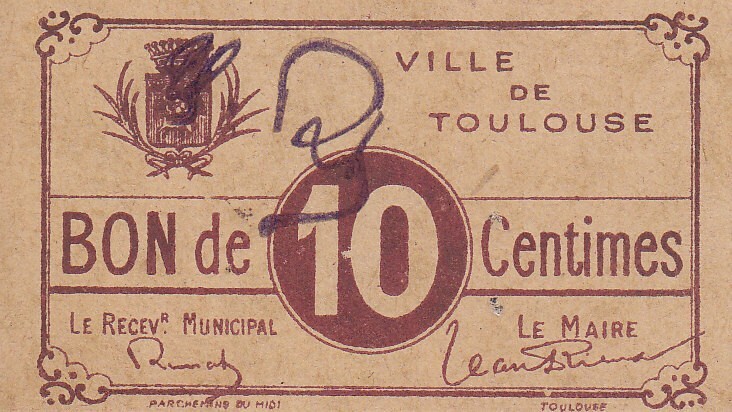 VILLE
DE
TOULOUSE
BON de 10 Centimes
LE RECEVR. MUNICIPAL
LE MAIRE
PARCHEMINS DU MIDI
TOULOUSE